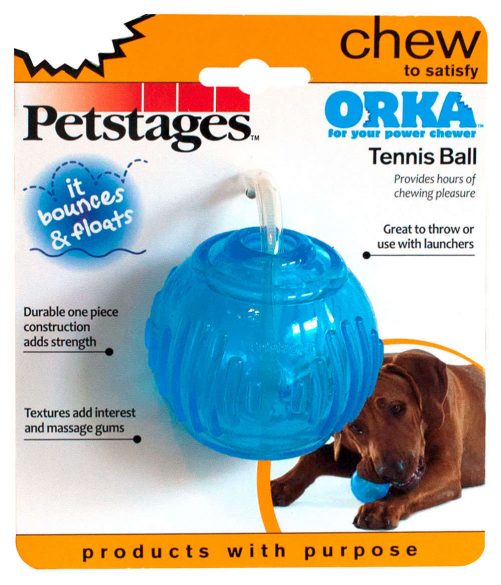 chew
to satisfy
Petstages™
ORKA™
for your power chewer
Tennis Ball
Provides hours of
chewing pleasure
it
bounces
& floats
Great to throw or
use with launchers
Durable one piece
construction
adds strength
Textures add interest
and massage gums
products with purpose